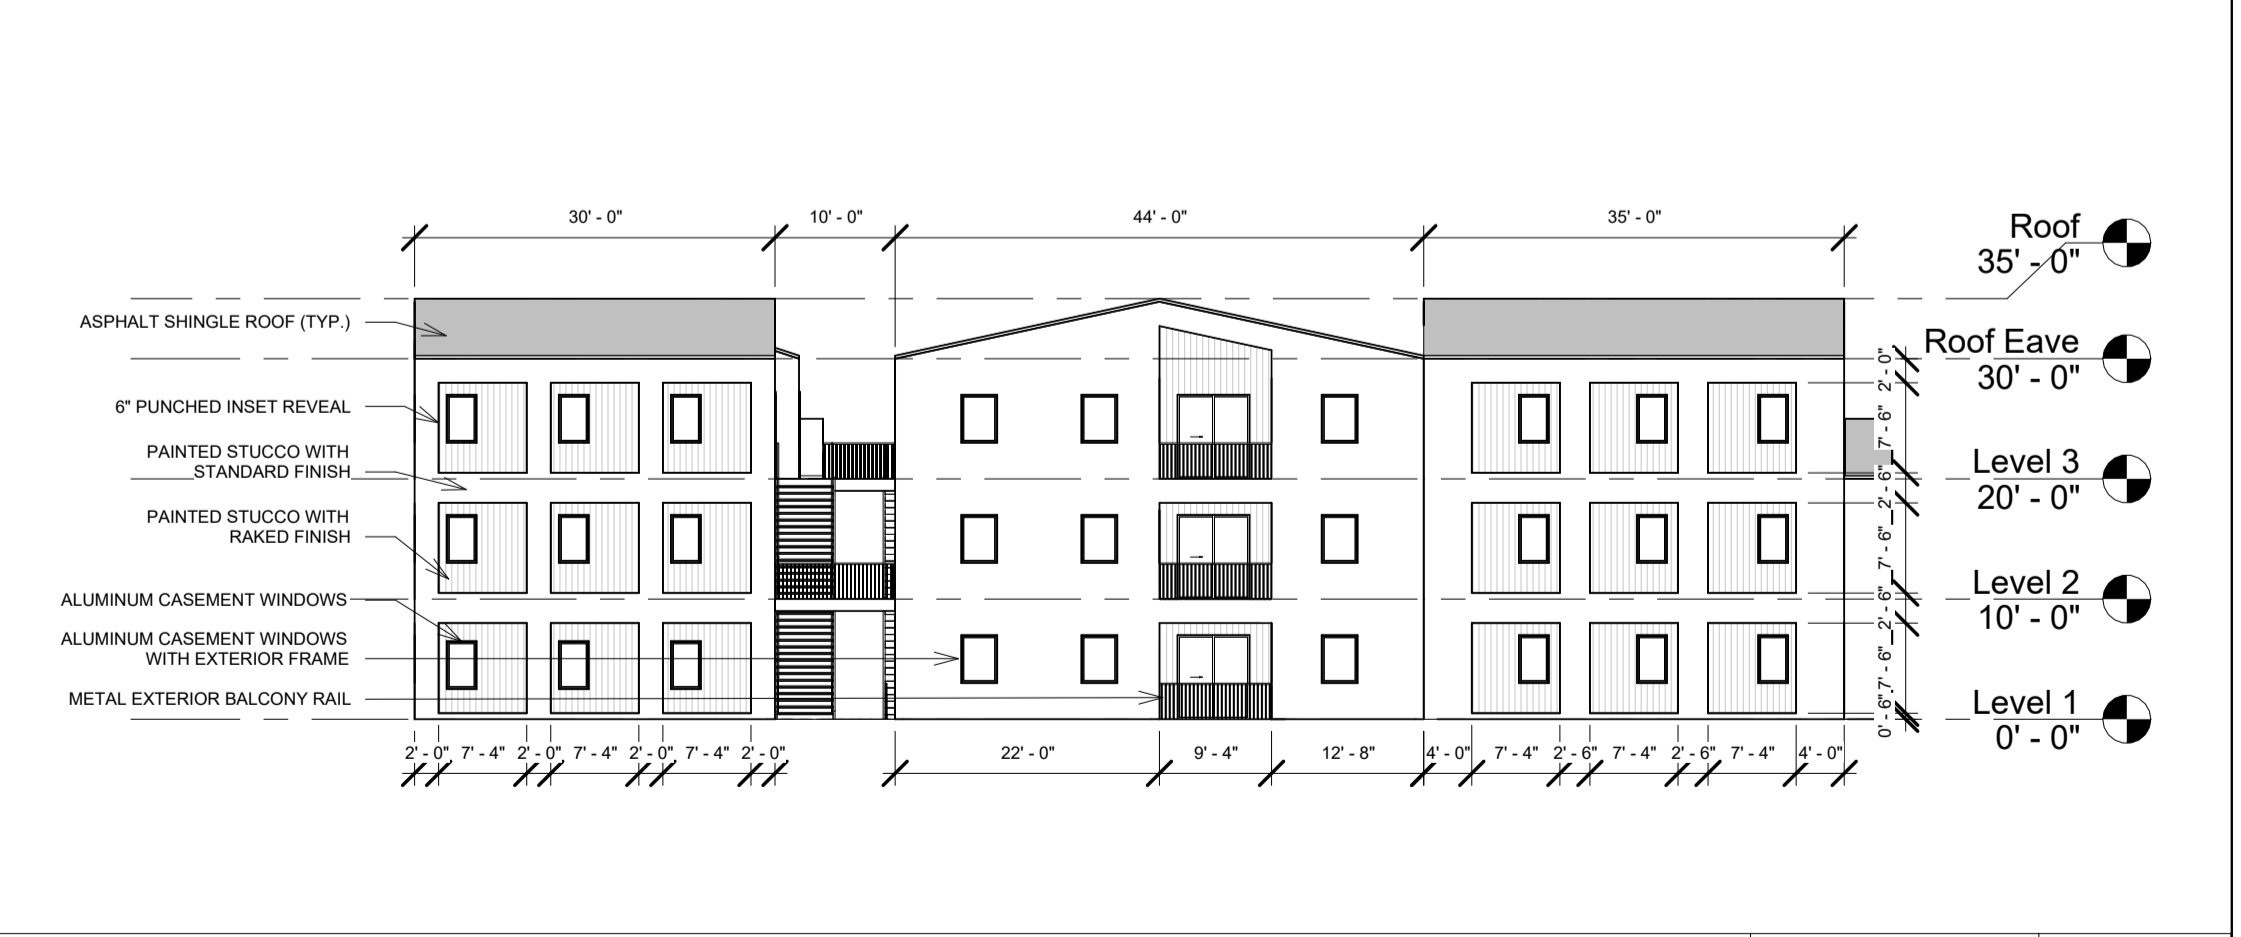 30' - 0"
10' - 0"
44' - 0"
35' - 0"
Roof
35' - 0"
ASPHALT SHINGLE ROOF (TYP.)
Roof Eave
30' - 0"
6" PUNCHED INSET REVEAL
PAINTED STUCCO WITH
STANDARD FINISH
Level 3
20' - 0"
PAINTED STUCCO WITH
RAKED FINISH
ALUMINUM CASEMENT WINDOWS
Level 2
10' - 0"
ALUMINUM CASEMENT WINDOWS
WITH EXTERIOR FRAME
METAL EXTERIOR BALCONY RAIL
Level 1
0' - 0"
2' - 0"
7' - 6"
2' - 6"
7' - 6"
2' - 6"
7' - 6"
0' - 6"
2' - 0" 7' - 4" 2' - 0" 7' - 4" 2' - 0" 7' - 4" 2' - 0"
22' - 0" 9' - 4" 12' - 8"
4' - 0" 7' - 4" 2' - 6" 7' - 4" 2' - 6" 7' - 4" 4' - 0"